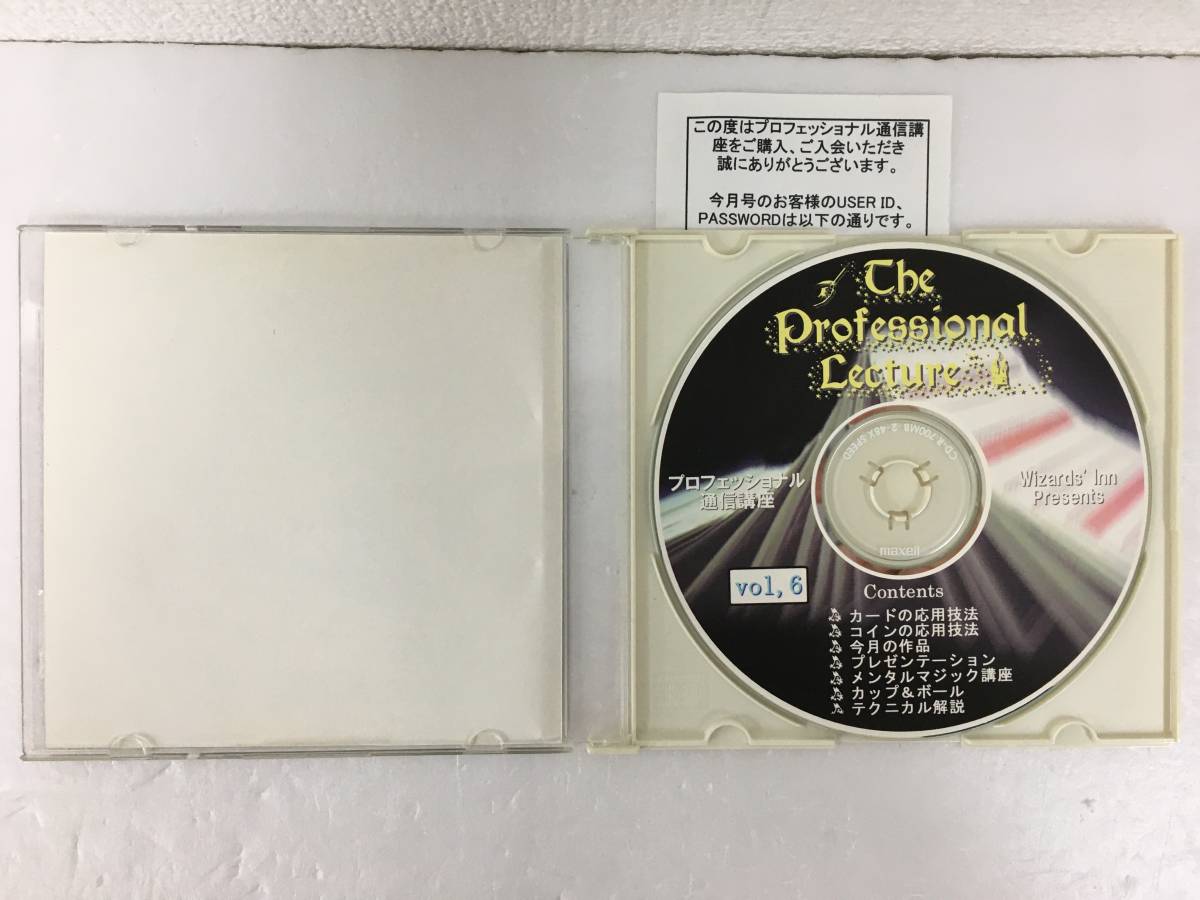 この度はプロフェッショナル通信講
座をご購入、ご入会いただき
誠にありがとうございます。
今月号のお客様のUSER ID、
PASSWORDは以下の通りです。
The
Professional
Lecture
CD-R 700MB 2-48X SPEED
プロフェッショナル
通信講座
Wizards' Inn
Presents
maxell
vol,6
Contents
カードの応用技法
コインの応用技法
今月の作品
プレゼンテーション
メンタルマジック講座
カップ&ボール
テクニカル解説